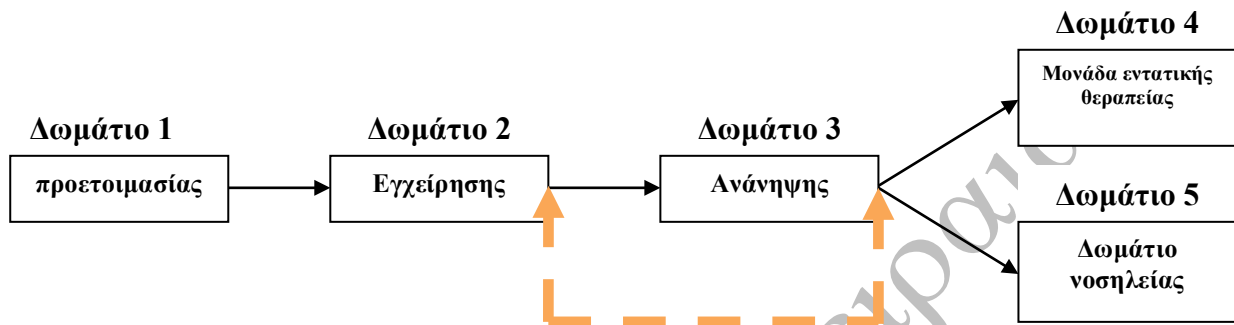 Δωμάτιο 4
Μονάδα εντατικής
θεραπείας
Δωμάτιο 1
Δωμάτιο 2
Δωμάτιο 3
προετοιμασίας
Εγχείρησης
Ανάνηψης
Δωμάτιο 5
Δωμάτιο
νοσηλείας